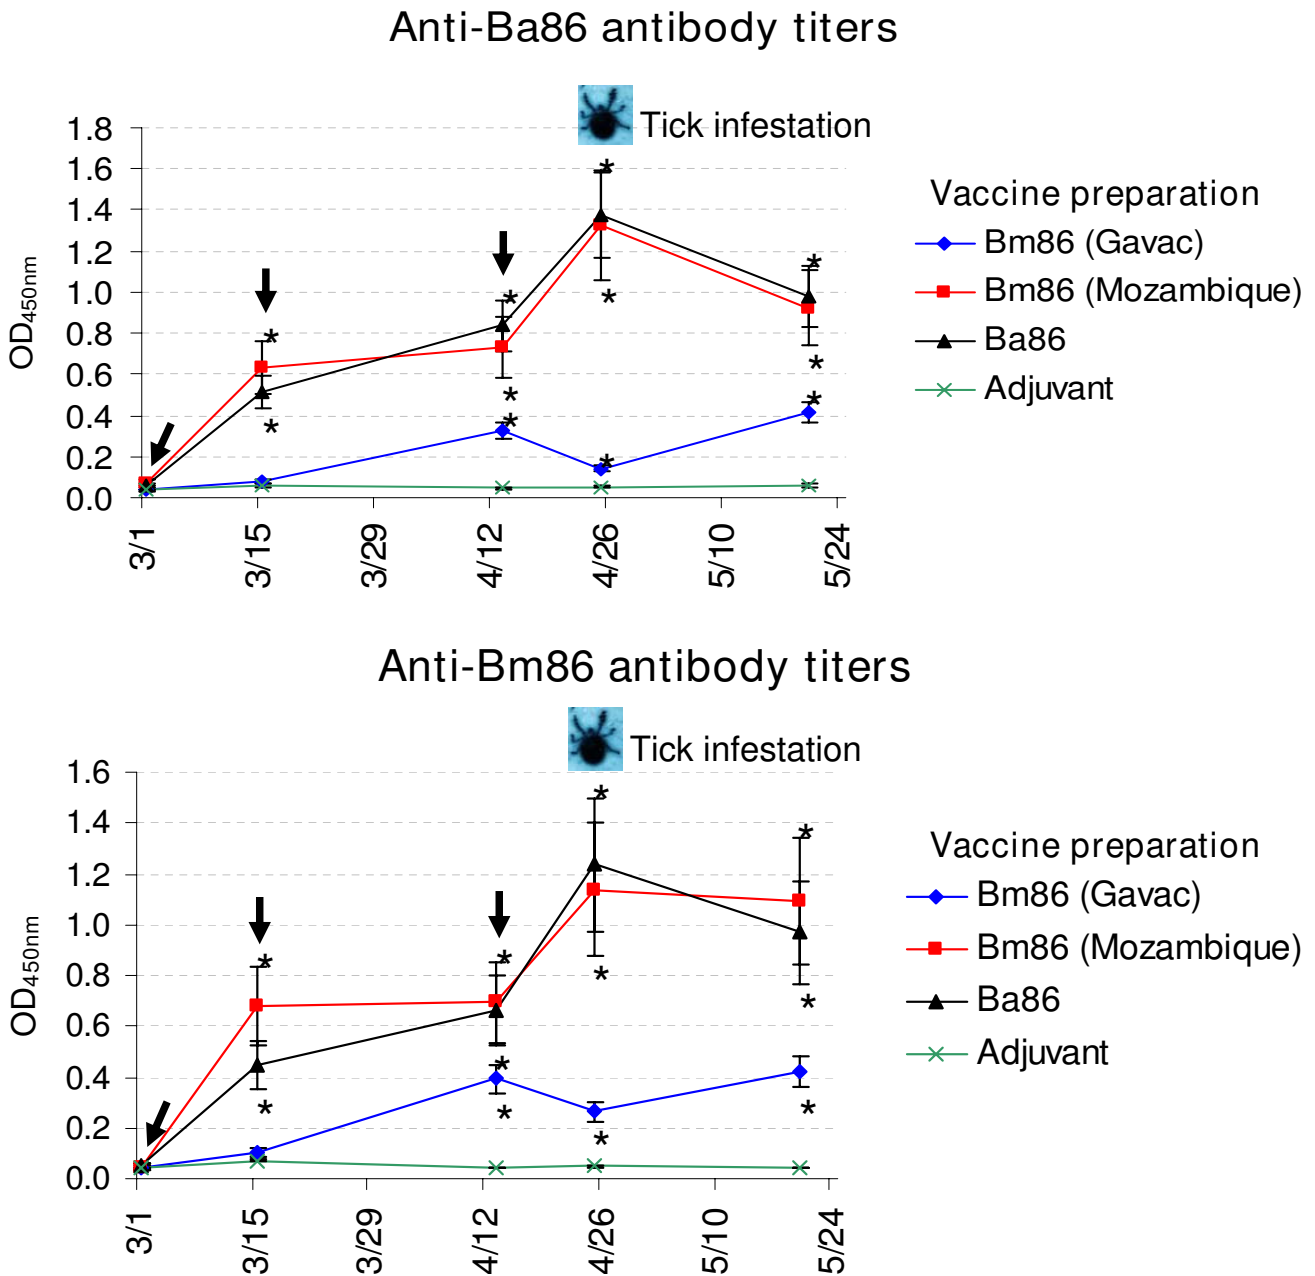 Anti-Ba86 antibody titers
Tick infestation
1.8
1.6
1.4
1.2
1.0
0.8
0.6
0.4
0.2
0.0
OD450nm
3/1
3/15
3/29
4/12
4/26
5/10
5/24
Vaccine preparation
Bm86 (Gavac)
Bm86 (Mozambique)
Ba86
Adjuvant
Anti-Bm86 antibody titers
Tick infestation
1.6
1.4
1.2
1.0
0.8
0.6
0.4
0.2
0.0
OD450nm
3/1
3/15
3/29
4/12
4/26
5/10
5/24
Vaccine preparation
Bm86 (Gavac)
Bm86 (Mozambique)
Ba86
Adjuvant